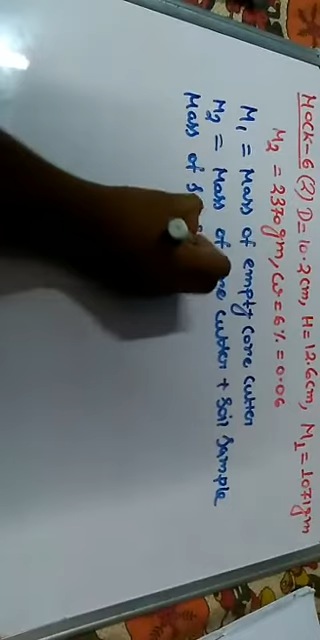 MOCK-6 (2) D=10.2cm, H=12.6cm, M1=1071gm
M2 = 2370gm, ω=6%=0.06
M1 = Mass of empty core cutter
M2 = Mass of core cutter + Soil Sample
Mass of S